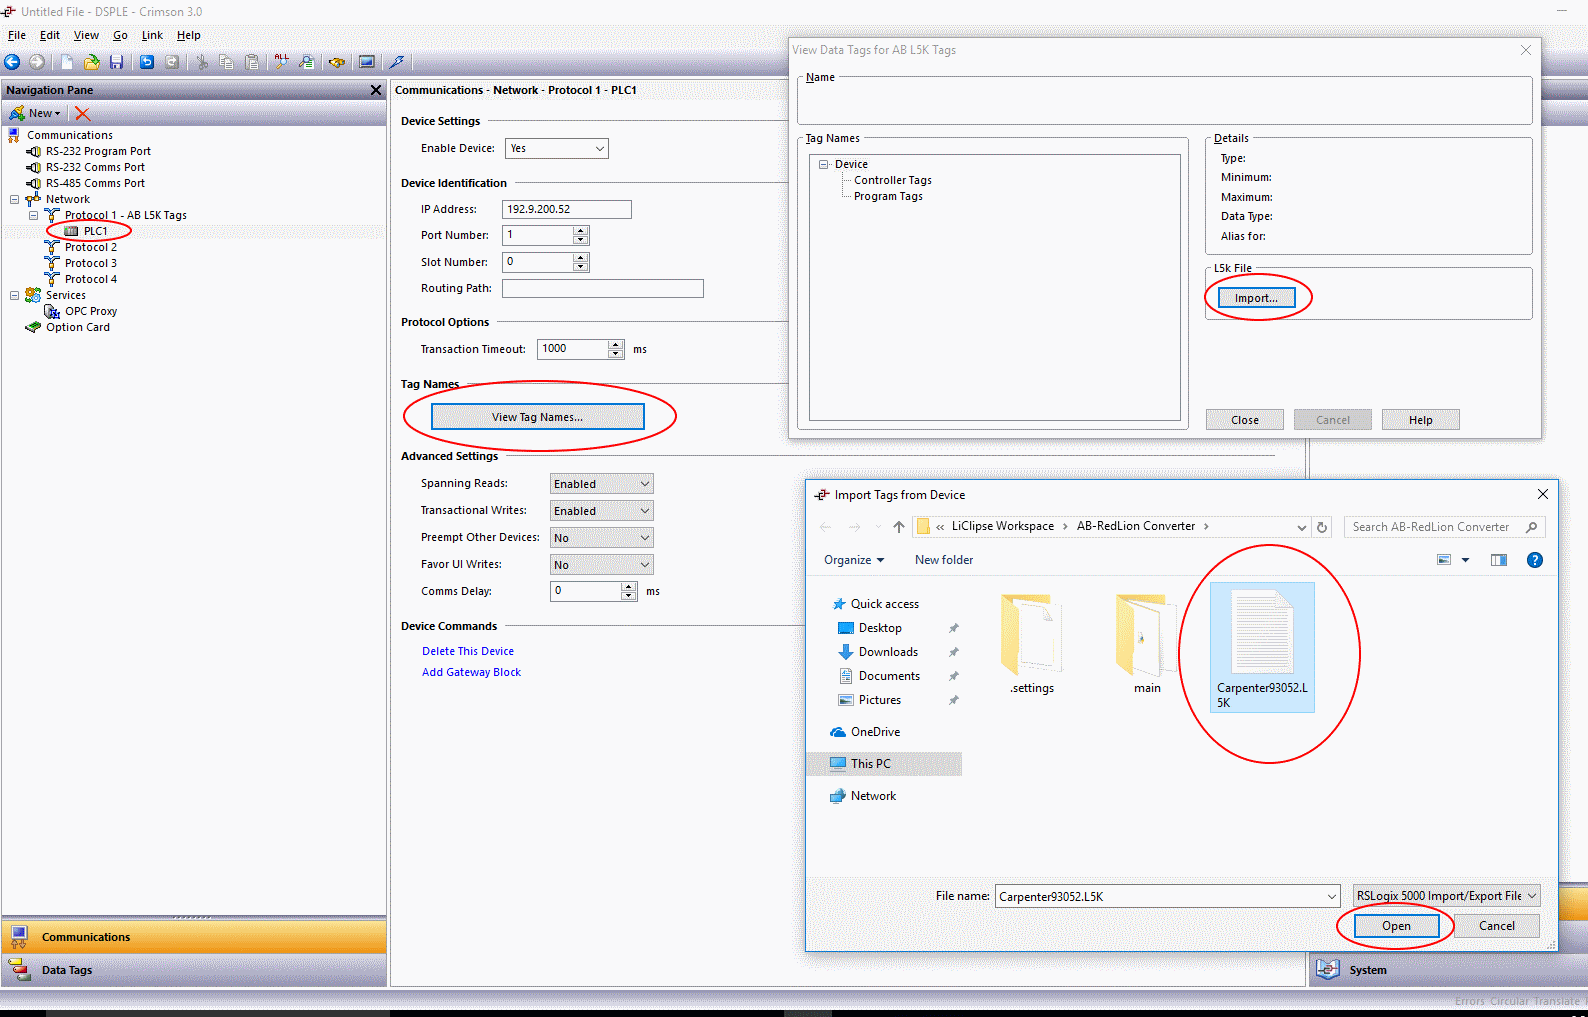 Untitled File - DSPLE - Crimson 3.0
File Edit View Go Link Help
ALL
Navigation Pane
New
Communications
RS-232 Program Port
RS-232 Comms Port
RS-485 Comms Port
Network
Protocol 1 - AB L5K Tags
PLC1
Protocol 2
Protocol 3
Protocol 4
Services
OPC Proxy
Option Card
Communications
Data Tags
Communications - Network - Protocol 1 - PLC1
Device Settings
Enable Device: Yes
Device Identification
IP Address: 192.9.200.52
Port Number: 1
Slot Number: 0
Routing Path:
Protocol Options
Transaction Timeout: 1000 ms
Tag Names
View Tag Names...
Advanced Settings
Spanning Reads: Enabled
Transactional Writes: Enabled
Preempt Other Devices: No
Favor UI Writes: No
Comms Delay: 0 ms
Device Commands
Delete This Device
Add Gateway Block
View Data Tags for AB L5K Tags
Name
Tag Names
Device
Controller Tags
Program Tags
Details
Type:
Minimum:
Maximum:
Data Type:
Alias for:
L5k File
Import...
Close Cancel Help
Import Tags from Device
« LiClipse Workspace › AB-RedLion Converter ›
Search AB-RedLion Converter
Organize New folder
Quick access
Desktop
Downloads
Documents
Pictures
OneDrive
This PC
Network
.settings
main
Carpenter93052.L
5K
File name: Carpenter93052.L5K
RSLogix 5000 Import/Export File
Open Cancel
System
Errors Circular Translate